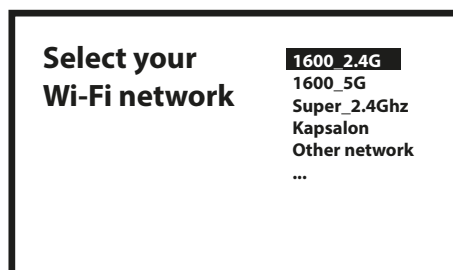 Select your
Wi-Fi network
1600_2.4G
1600_5G
Super_2.4Ghz
Kapsalon
Other network
...